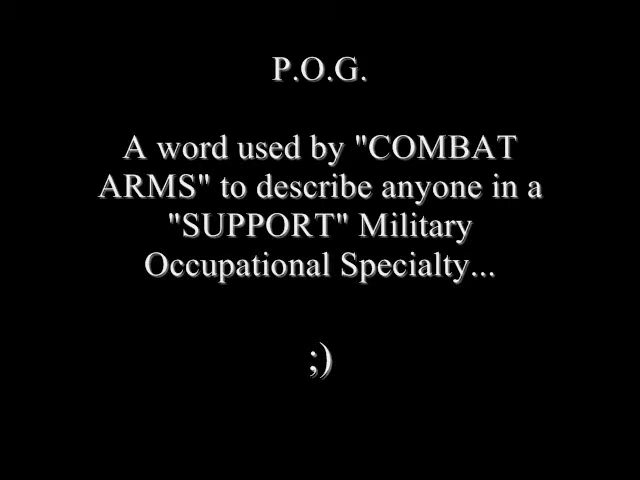 P.O.G.
A word used by "COMBAT
ARMS" to describe anyone in a
"SUPPORT" Military
Occupational Specialty...
;)